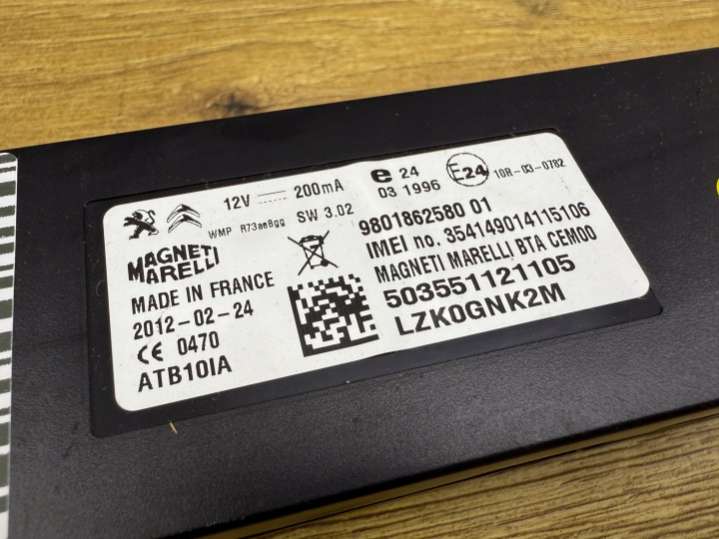 12V 200mA
WMP R73ae8gg SW 3.02
MAGNETI
MARELLI
MADE IN FRANCE
2012-02-24
CE 0470
ATB10IA
e 24
03 1996
E24
10R-03-0782
9801862580 01
IMEI no. 354149014115106
MAGNETI MARELLI BTA CEM00
503551121105
LZK0GNK2M